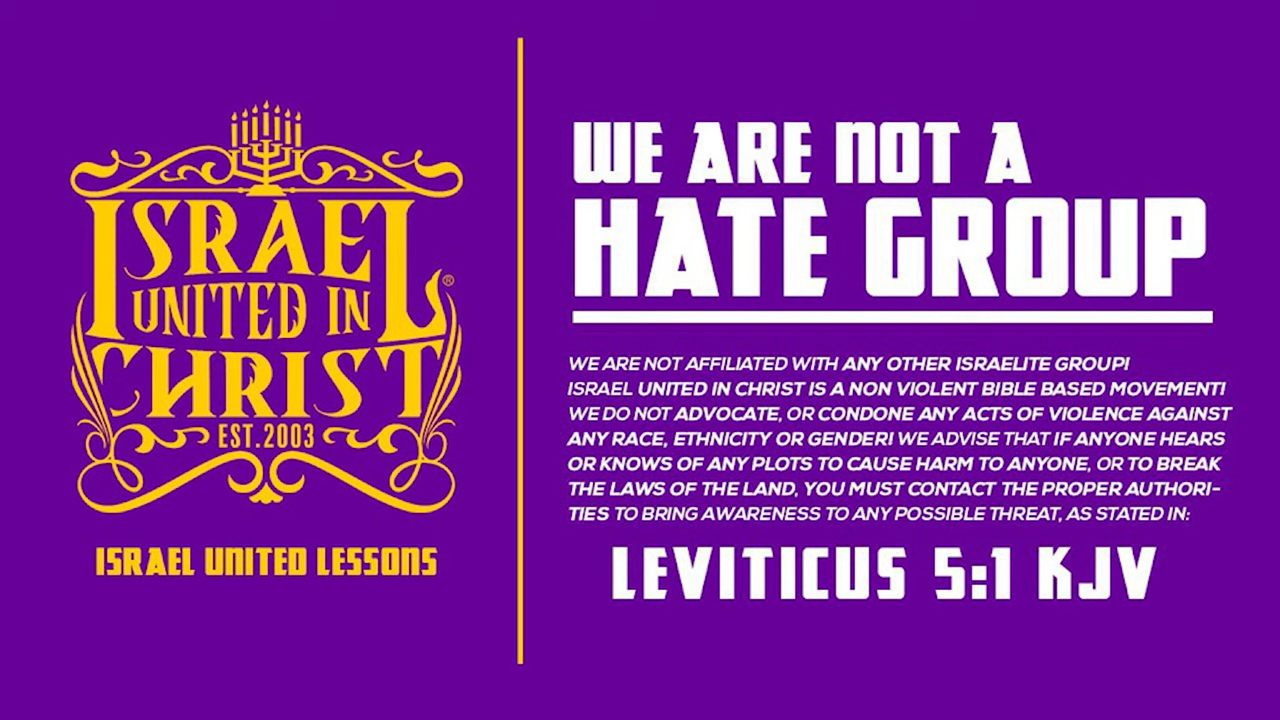 ISRAEL
UNITED IN
CHRIST
EST.2003
®
ISRAEL UNITED LESSONS
WE ARE NOT A
HATE GROUP
WE ARE NOT AFFILIATED WITH ANY OTHER ISRAELITE GROUP!
ISRAEL UNITED IN CHRIST IS A NON VIOLENT BIBLE BASED MOVEMENT!
WE DO NOT ADVOCATE, OR CONDONE ANY ACTS OF VIOLENCE AGAINST
ANY RACE, ETHNICITY OR GENDER! WE ADVISE THAT IF ANYONE HEARS
OR KNOWS OF ANY PLOTS TO CAUSE HARM TO ANYONE, OR TO BREAK
THE LAWS OF THE LAND, YOU MUST CONTACT THE PROPER AUTHORI-
TIES TO BRING AWARENESS TO ANY POSSIBLE THREAT, AS STATED IN:
LEVITICUS 5:1 KJV